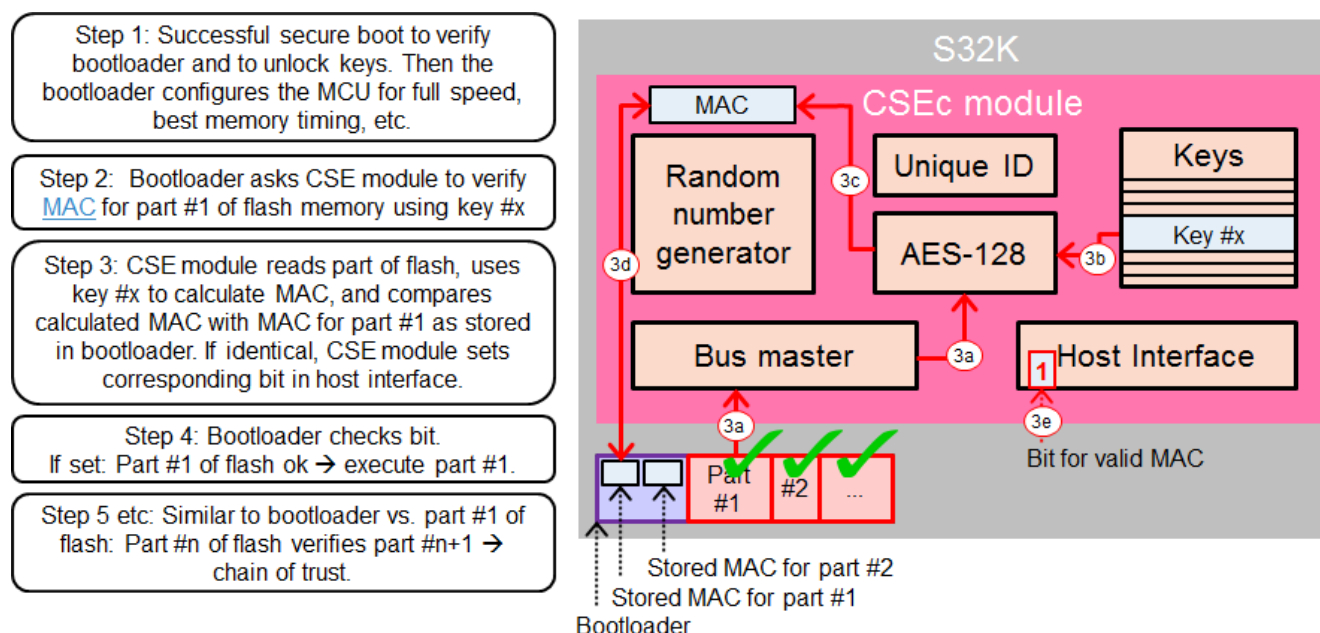 Step 1: Successful secure boot to verify
bootloader and to unlock keys. Then the
bootloader configures the MCU for full speed,
best memory timing, etc.
Step 2: Bootloader asks CSE module to verify
MAC for part #1 of flash memory using key #x
Step 3: CSE module reads part of flash, uses
key #x to calculate MAC, and compares
calculated MAC with MAC for part #1 as stored
in bootloader. If identical, CSE module sets
corresponding bit in host interface.
Step 4: Bootloader checks bit.
If set: Part #1 of flash ok → execute part #1.
Step 5 etc: Similar to bootloader vs. part #1 of
flash: Part #n of flash verifies part #n+1 →
chain of trust.
S32K
CSEc module
MAC
Random
number
generator
Unique ID
Keys
Key #x
AES-128
3c
3b
3d
Bus master
3a
Host Interface
1
3a
3e
Bit for valid MAC
Part
#1
#2
...
Stored MAC for part #2
Stored MAC for part #1
Bootloader